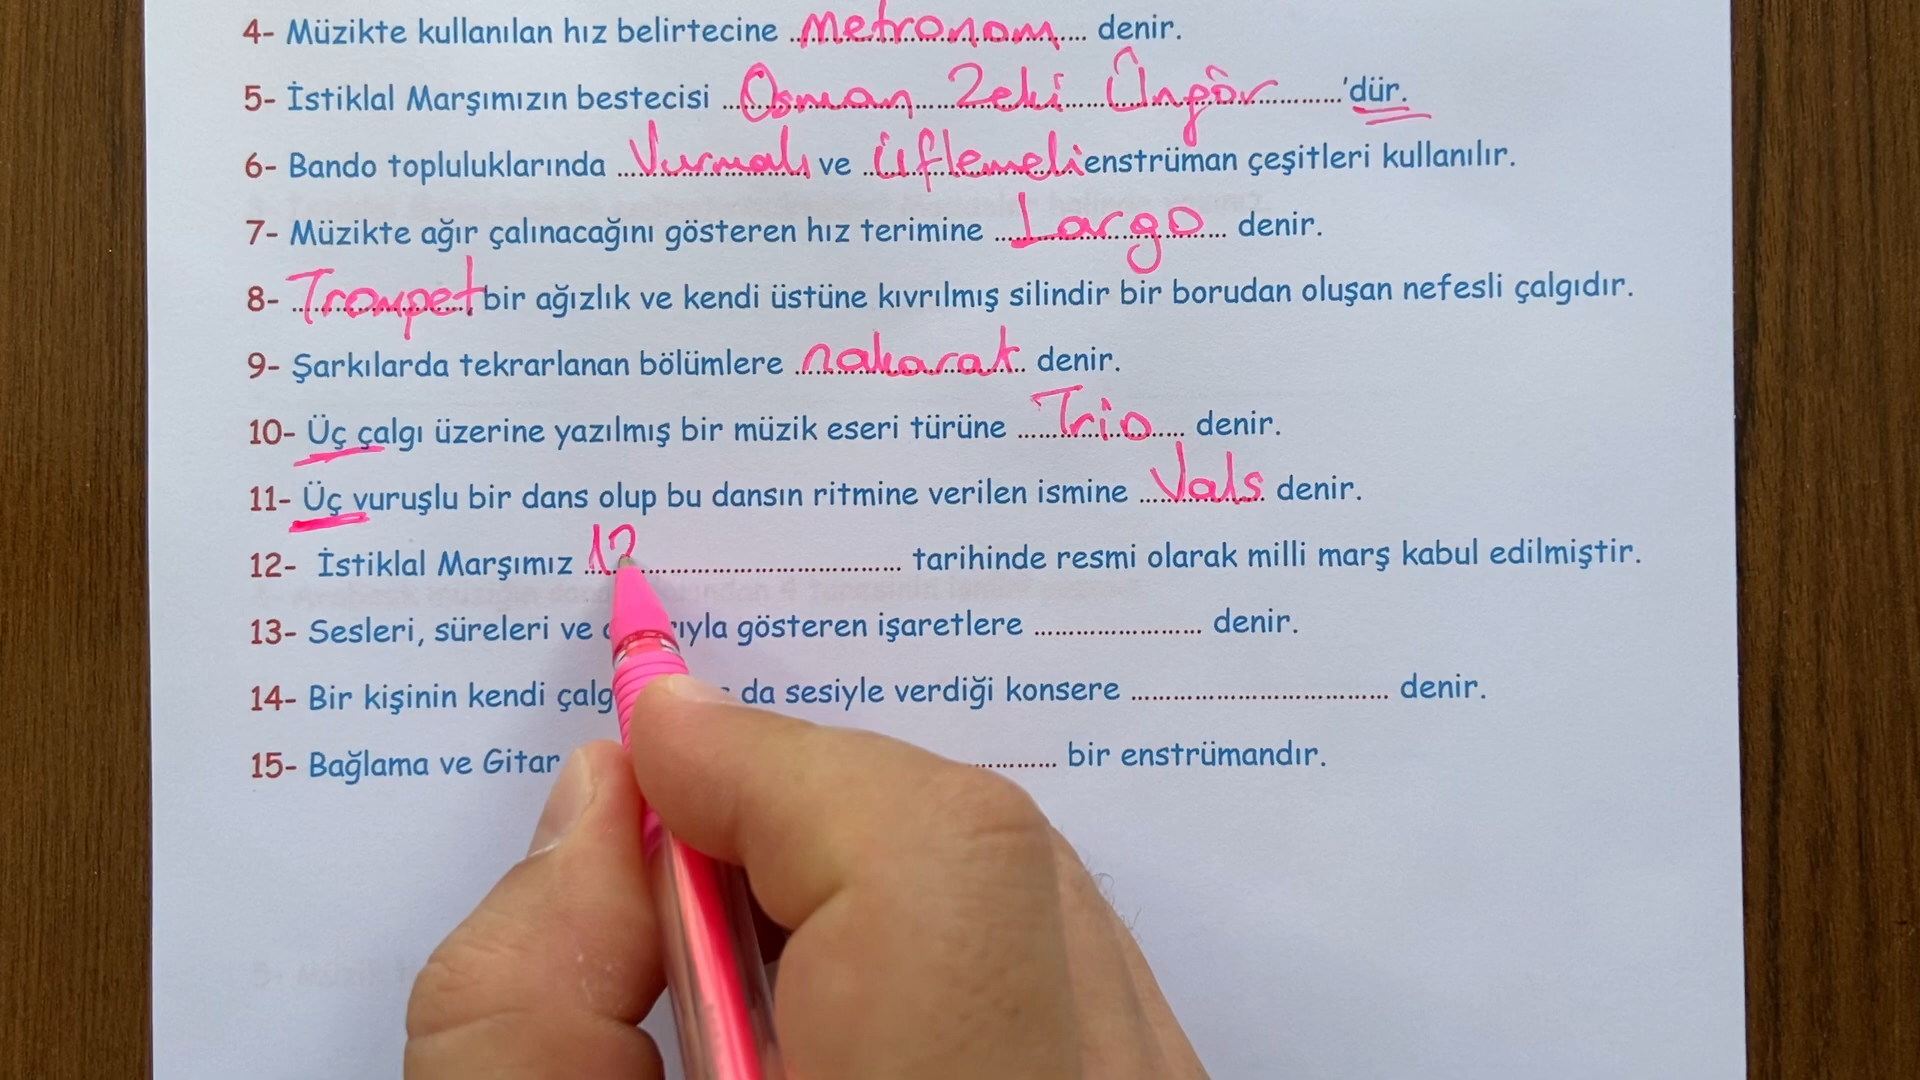 4- Müzikte kullanılan hız belirtecine ..metronom... denir.
5- İstiklal Marşımızın bestecisi ..Osman Zeki Üngör...'dür.
6- Bando topluluklarında ..Vurmalı ve ..üflemeli enstrüman çeşitleri kullanılır.
7- Müzikte ağır çalınacağını gösteren hız terimine ..Largo... denir.
8- ..Trompet bir ağızlık ve kendi üstüne kıvrılmış silindir bir borudan oluşan nefesli çalgıdır.
9- Şarkılarda tekrarlanan bölümlere ..nakarat. denir.
10- Üç çalgı üzerine yazılmış bir müzik eseri türüne ...Trio... denir.
11- Üç vuruşlu bir dans olup bu dansın ritmine verilen ismine ...Vals. denir.
12- İstiklal Marşımız ..12........................ tarihinde resmi olarak milli marş kabul edilmiştir.
13- Sesleri, süreleri ve gösteren işaretlere ...................... denir.
14- Bir kişinin kendi da sesiyle verdiği konsere .................................. denir.
15- Bağlama ve Gitar ........... bir enstrümandır.